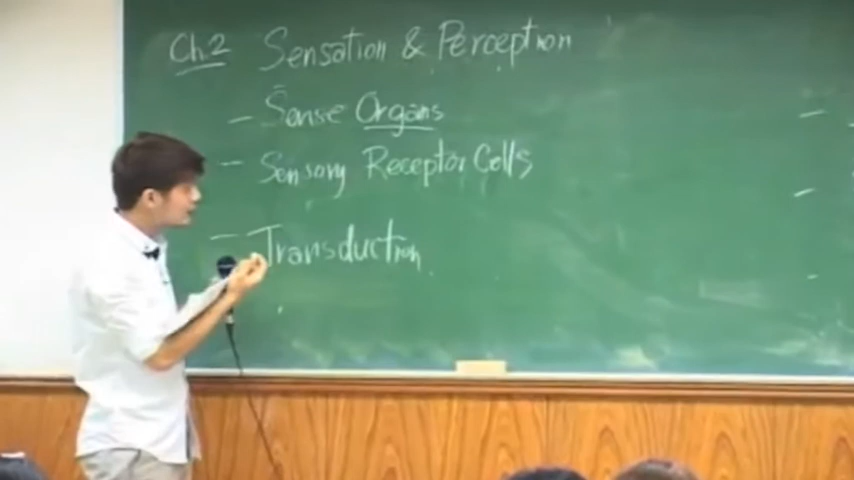 Ch.2 Sensation & Perception
- Sense Organs
- Sensory Receptor Cells
- Transduction